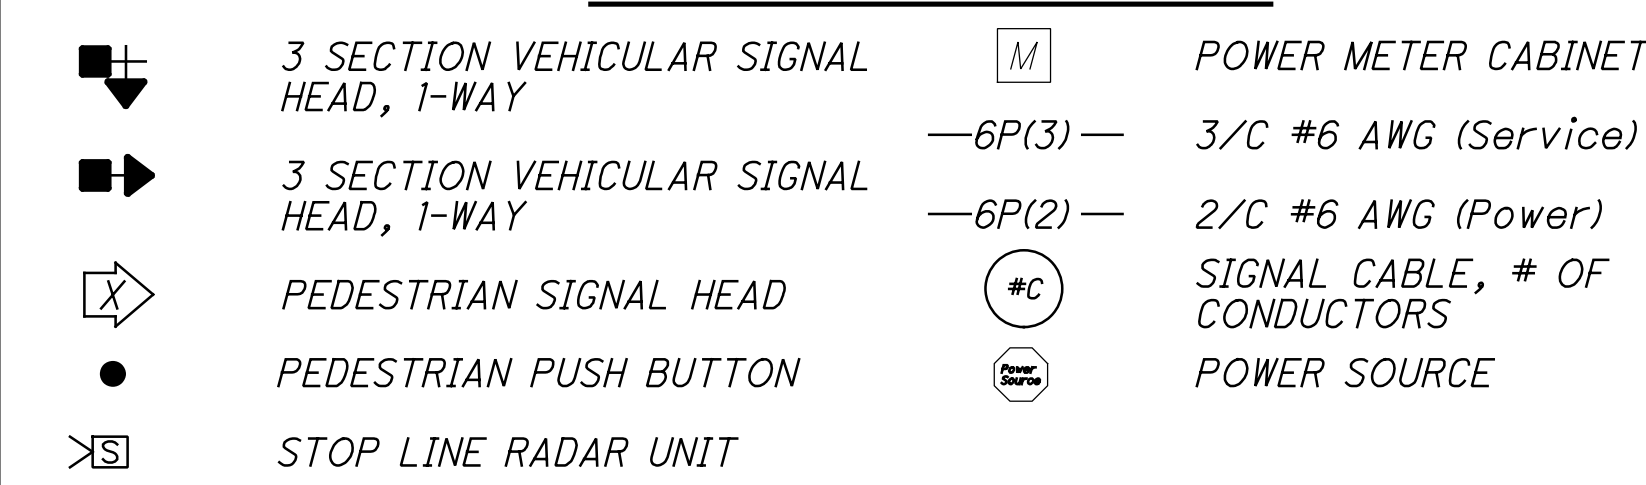 3 SECTION VEHICULAR SIGNAL
HEAD, 1-WAY
3 SECTION VEHICULAR SIGNAL
HEAD, 1-WAY
X
PEDESTRIAN SIGNAL HEAD
PEDESTRIAN PUSH BUTTON
S
STOP LINE RADAR UNIT
M
POWER METER CABINET
6P(3)
3/C #6 AWG (Service)
6P(2)
2/C #6 AWG (Power)
#C
SIGNAL CABLE, # OF
CONDUCTORS
Power
Source
POWER SOURCE